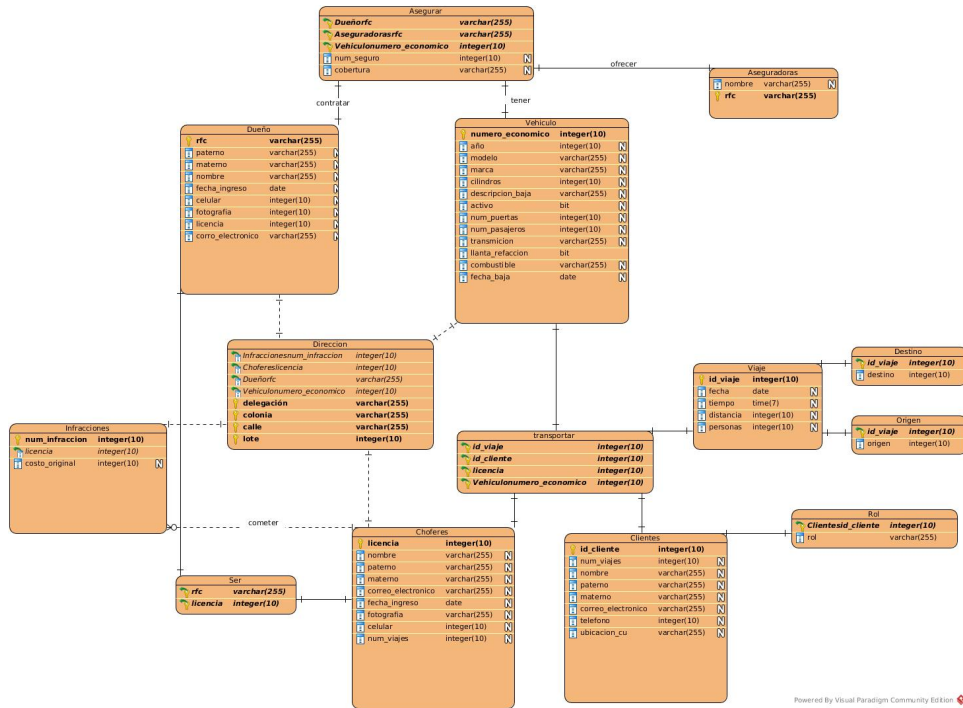 Asegurar
Dueñorfc varchar(255)
Aseguradorasrfc varchar(255)
Vehiculonumero_economico integer(10)
num_seguro integer(10) N
cobertura varchar(255) N
ofrecer
Aseguradoras
nombre varchar(255) N
rfc varchar(255)
contratar
tener
Dueño
rfc varchar(255)
paterno varchar(255) N
materno varchar(255) N
nombre varchar(255) N
fecha_ingreso date N
celular integer(10) N
fotografia integer(10) N
licencia integer(10) N
corro_electronico varchar(255) N
Vehiculo
numero_economico integer(10)
año integer(10) N
modelo varchar(255) N
marca varchar(255) N
cilindros integer(10) N
descripcion_baja varchar(255) N
activo bit N
num_puertas integer(10) N
num_pasajeros integer(10) N
transmicion varchar(255) N
llanta_refaccion bit
combustible varchar(255) N
fecha_baja date N
Direccion
Infraccionesnum_infraccion integer(10)
Chofereslicencia integer(10)
Dueñorfc varchar(255)
Vehiculonumero_economico integer(10)
delegación varchar(255)
colonia varchar(255)
calle varchar(255)
lote integer(10)
Destino
id_viaje integer(10)
destino integer(10)
Viaje
id_viaje integer(10)
fecha date N
tiempo time(7) N
distancia integer(10) N
personas integer(10) N
Origen
id_viaje integer(10)
origen integer(10)
Infracciones
num_infraccion integer(10)
licencia integer(10)
costo_original integer(10) N
transportar
id_viaje integer(10)
id_cliente integer(10)
licencia integer(10)
Vehiculonumero_economico integer(10)
cometer
Rol
Clientesid_cliente integer(10)
rol varchar(255)
Choferes
licencia integer(10)
nombre varchar(255) N
paterno varchar(255) N
materno varchar(255) N
correo_electronico varchar(255) N
fecha_ingreso date N
fotografia varchar(255) N
celular integer(10) N
num_viajes integer(10) N
Clientes
id_cliente integer(10)
num_viajes integer(10) N
nombre varchar(255) N
paterno varchar(255) N
materno varchar(255) N
correo_electronico varchar(255) N
telefono integer(10) N
ubicacion_cu varchar(255) N
Ser
rfc varchar(255)
licencia integer(10)
Powered By Visual Paradigm Community Edition